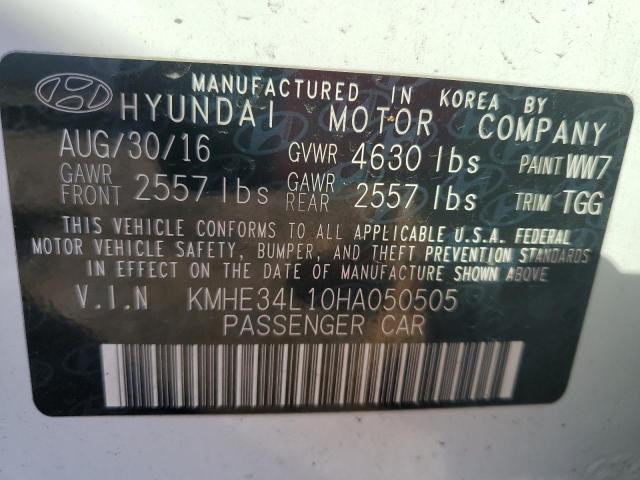 MANUFACTURED IN KOREA BY
HYUNDAI MOTOR COMPANY
AUG/30/16 GVWR 4630 lbs PAINT WW7
GAWR FRONT 2557 lbs GAWR REAR 2557 lbs TRIM TGG
THIS VEHICLE CONFORMS TO ALL APPLICABLE U.S.A. FEDERAL
MOTOR VEHICLE SAFETY, BUMPER, AND THEFT PREVENTION STANDARDS
IN EFFECT ON THE DATE OF MANUFACTURE SHOWN ABOVE
V.I.N KMHE34L10HA050505
PASSENGER CAR